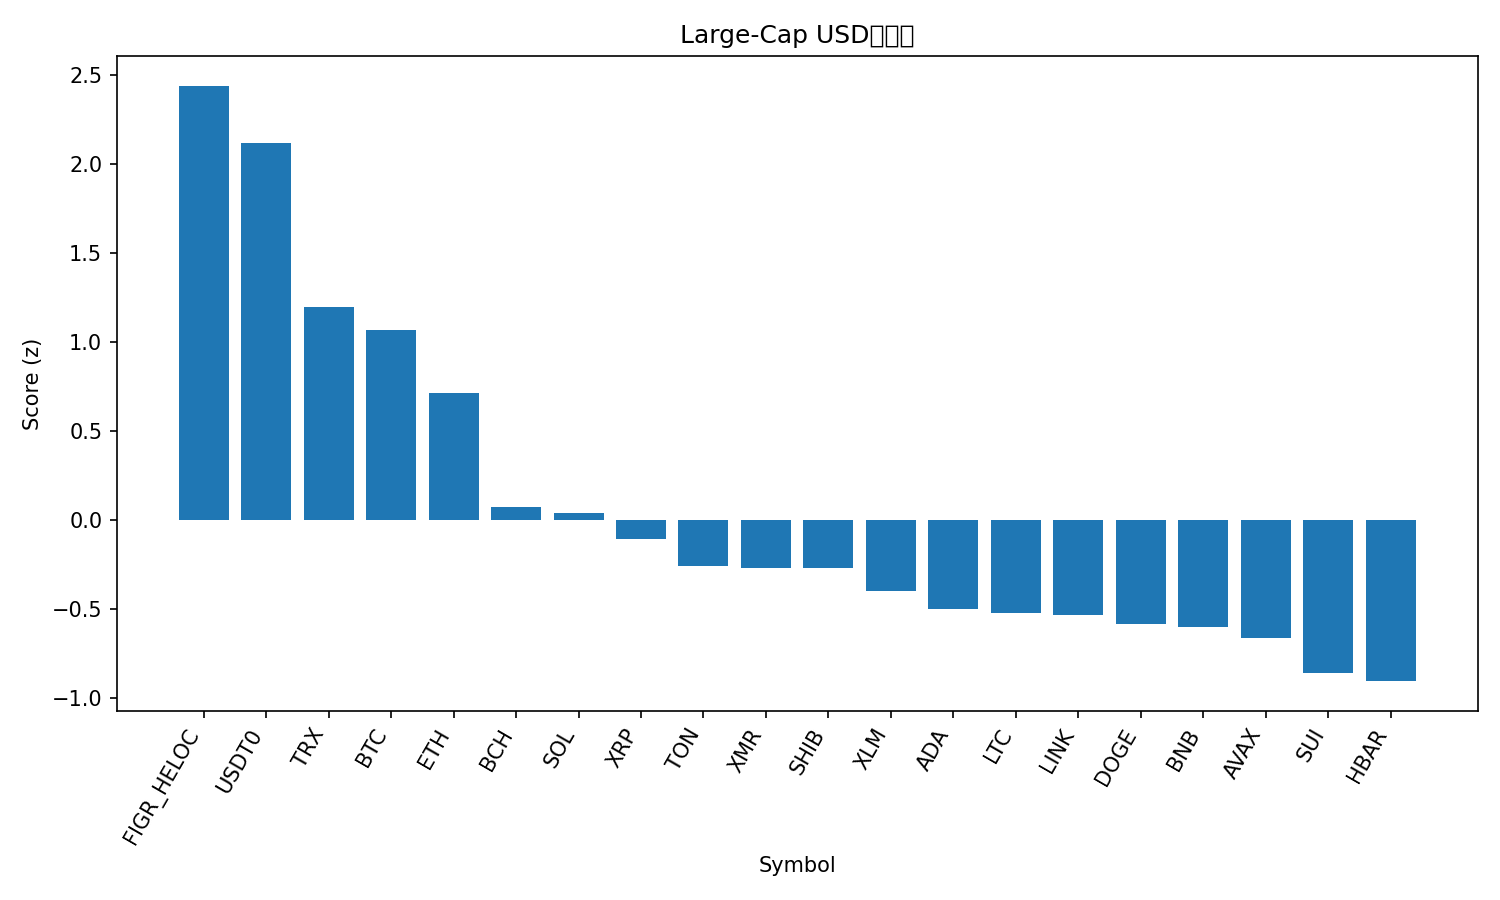 Large-Cap USD
Score (z)
2.5
2.0
1.5
1.0
0.5
0.0
−0.5
−1.0
FIGR_HELOC
USDT0
TRX
BTC
ETH
BCH
SOL
XRP
TON
XMR
SHIB
XLM
ADA
LTC
LINK
DOGE
BNB
AVAX
SUI
HBAR
Symbol